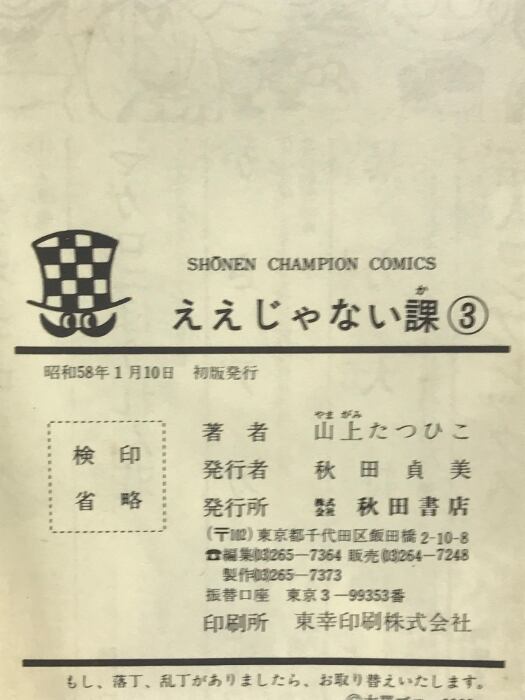 SHŌNEN CHAMPION COMICS
ええじゃない課③
昭和58年1月10日 初版発行
検印
省略
著者 山上たつひこ
発行者 秋田貞美
発行所 株式会社 秋田書店
(〒102)東京都千代田区飯田橋2-10-8
☎編集(03)265-7364 販売(03)264-7248
製作(03)265-7373
振替口座 東京3-99353番
印刷所 東幸印刷株式会社
もし、落丁、乱丁がありましたら、お取り替えいたします。